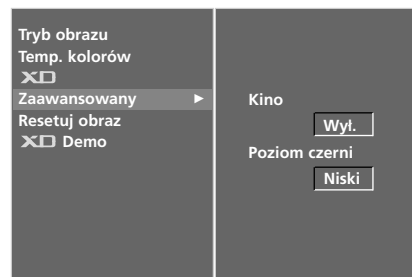 Tryb obrazu
Temp. kolorów
XD
Zaawansowany
Resetuj obraz
XD Demo
Kino
Wył.
Poziom czerni
Niski